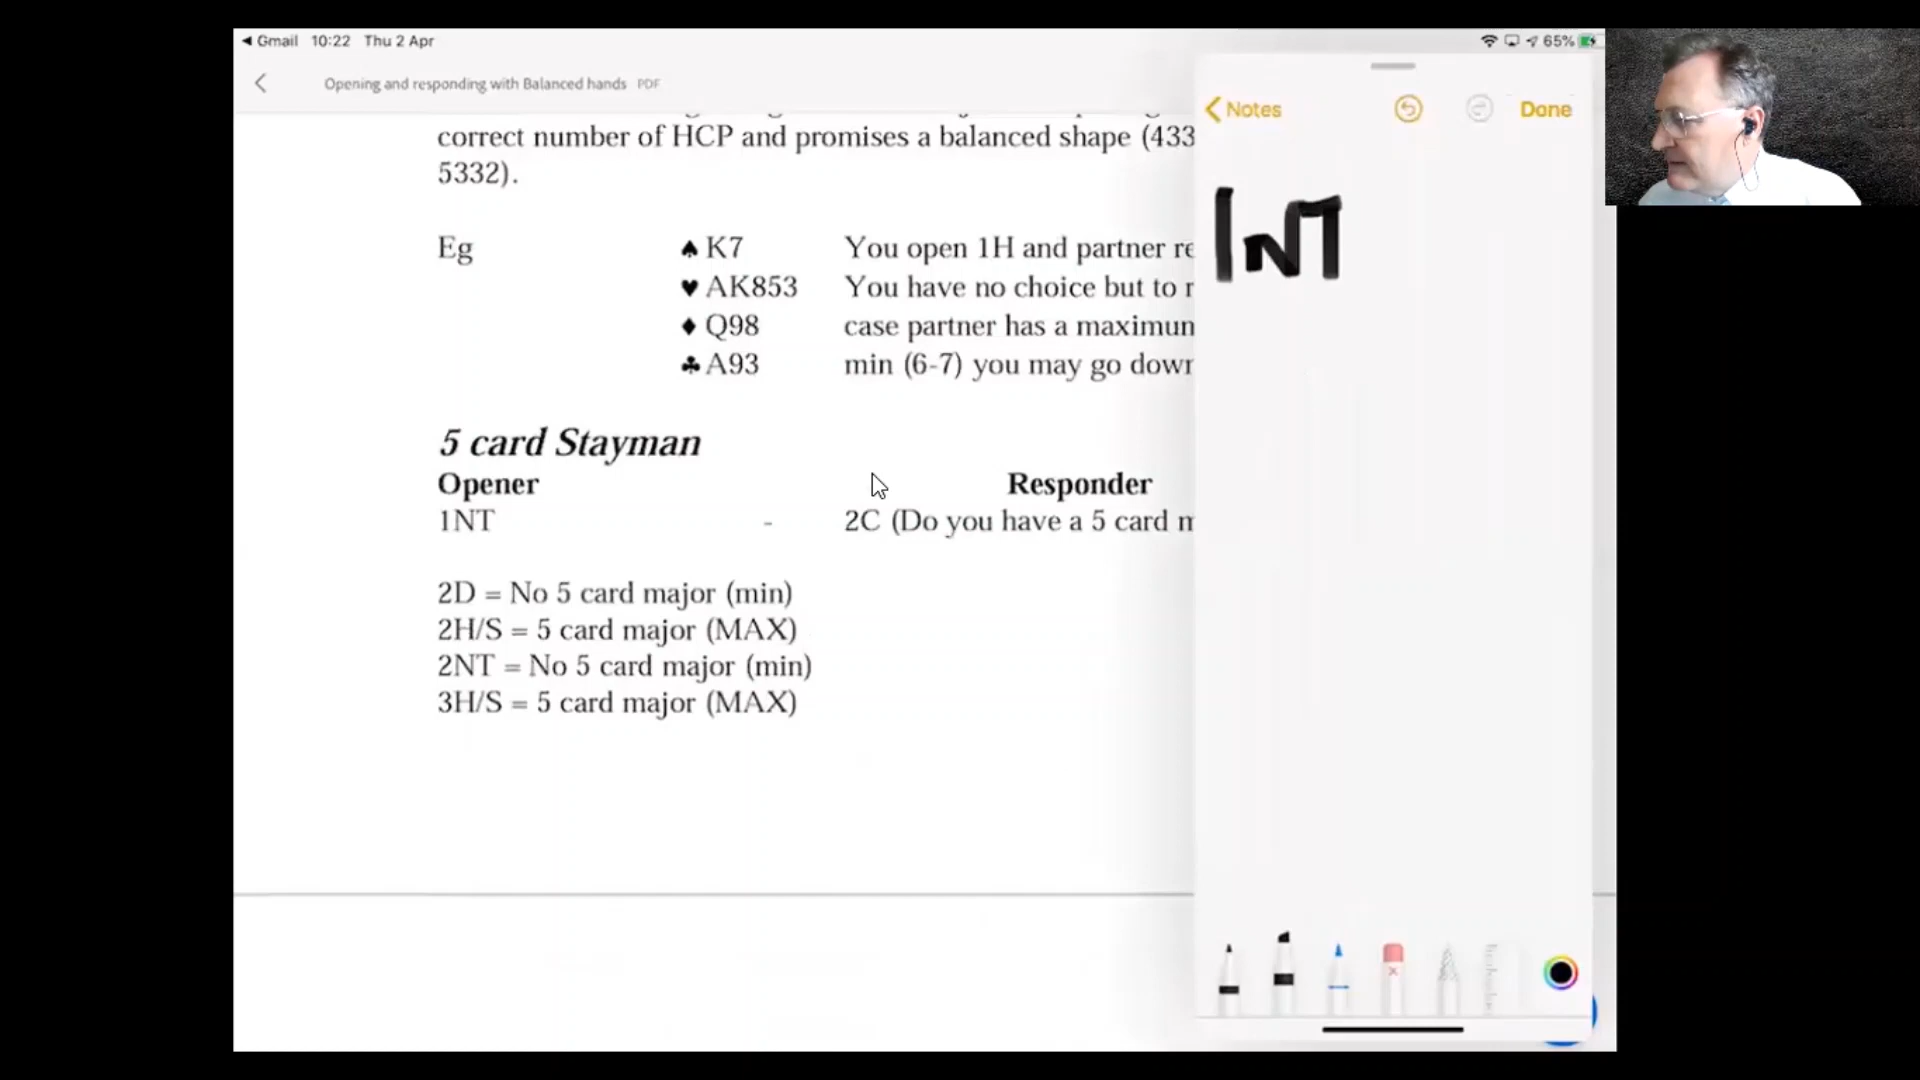 Gmail 10:22 Thu 2 Apr
65%
Opening and responding with Balanced hands PDF
correct number of HCP and promises a balanced shape (433
5332).
Eg
♠ K7
You open 1H and partner re
♥ AK853
You have no choice but to r
♦ Q98
case partner has a maximum
♣ A93
min (6-7) you may go down
5 card Stayman
Opener
Responder
1NT - 2C (Do you have a 5 card m
2D = No 5 card major (min)
2H/S = 5 card major (MAX)
2NT = No 5 card major (min)
3H/S = 5 card major (MAX)
Notes
Done
1NT